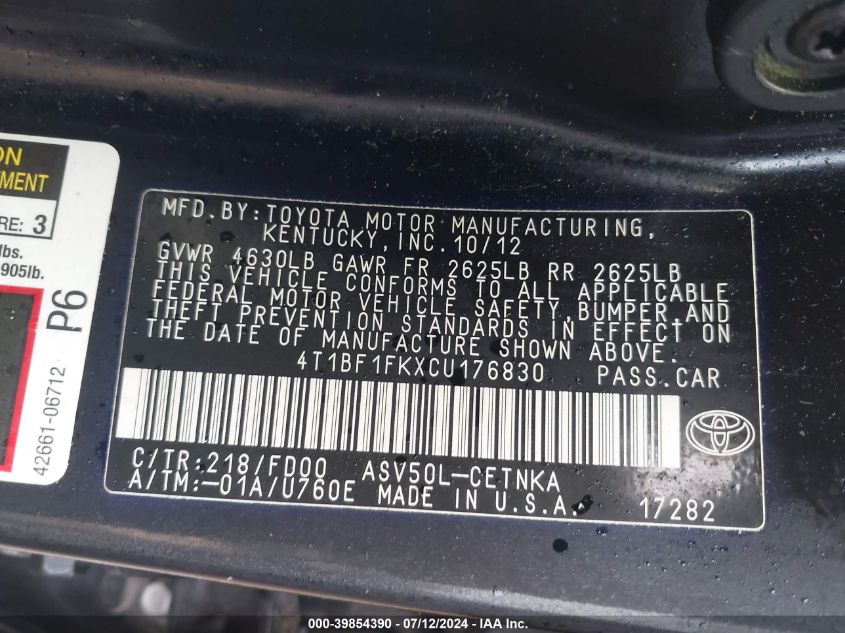 ON
TMENT
RE: 3
lbs.
905lb.
P6
42661-06712
MFD.BY:TOYOTA MOTOR MANUFACTURING,
KENTUCKY, INC. 10/12
GVWR 4630LB GAWR FR 2625LB RR 2625LB
THIS VEHICLE CONFORMS TO ALL APPLICABLE
FEDERAL MOTOR VEHICLE SAFETY, BUMPER, AND
THEFT PREVENTION STANDARDS IN EFFECT ON
THE DATE OF MANUFACTURE SHOWN ABOVE.
4T1BF1FKXCU176830 PASS.CAR
C/TR:218/FD00 ASV50L-CETNKA
A/TM:-01A/U760E MADE IN U.S.A. 17282
000-39854390 - 07/12/2024 - IAA Inc.